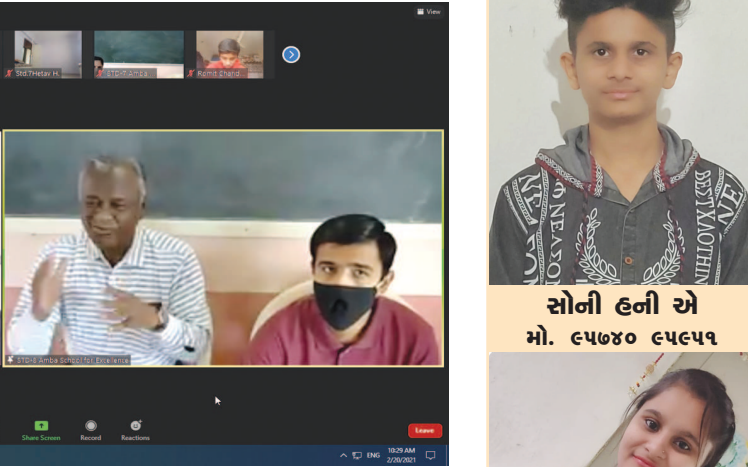 View
Std.7Hetav H...
STD-7 Amba...
Romit Chand...
STD-8 Amba School for Excellence
Share Screen
Record
Reactions
Leave
ENG
10:29 AM
2/20/2021
સોની હની એ
મો. ૯૫૭૪૦ ૯૫૯૫૧